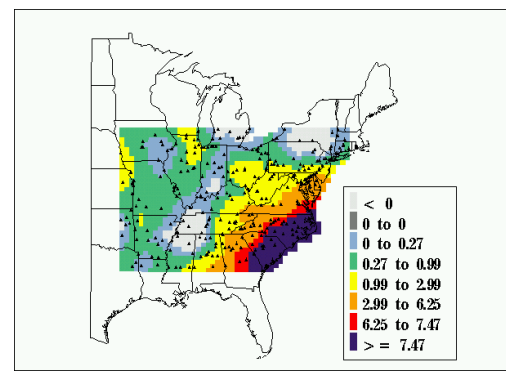 < 0
0 to 0
0 to 0.27
0.27 to 0.99
0.99 to 2.99
2.99 to 6.25
6.25 to 7.47
> = 7.47